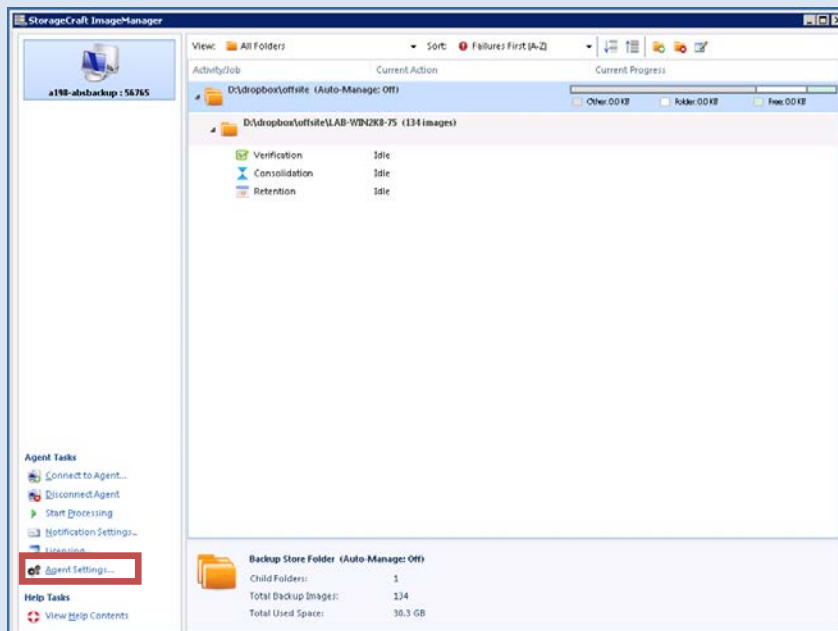 StorageCraft ImageManager
a198-absbackup : 56765
View: All Folders Sort: Failures First (A-Z)
Activity/Job Current Action Current Progress
D:\dropbox\offsite (Auto-Manage: Off)
Other: 0.0 KB Folder: 0.0 KB Free: 0.0 KB
D:\dropbox\offsite\LAB-WIN2K8-75 (134 images)
Verification Idle
Consolidation Idle
Retention Idle
Agent Tasks
Connect to Agent...
Disconnect Agent
Start Processing
Notification Settings...
Licensing
Agent Settings...
Help Tasks
View Help Contents
Backup Store Folder (Auto-Manage: Off)
Child Folders: 1
Total Backup Images: 134
Total Used Space: 30.3 GB